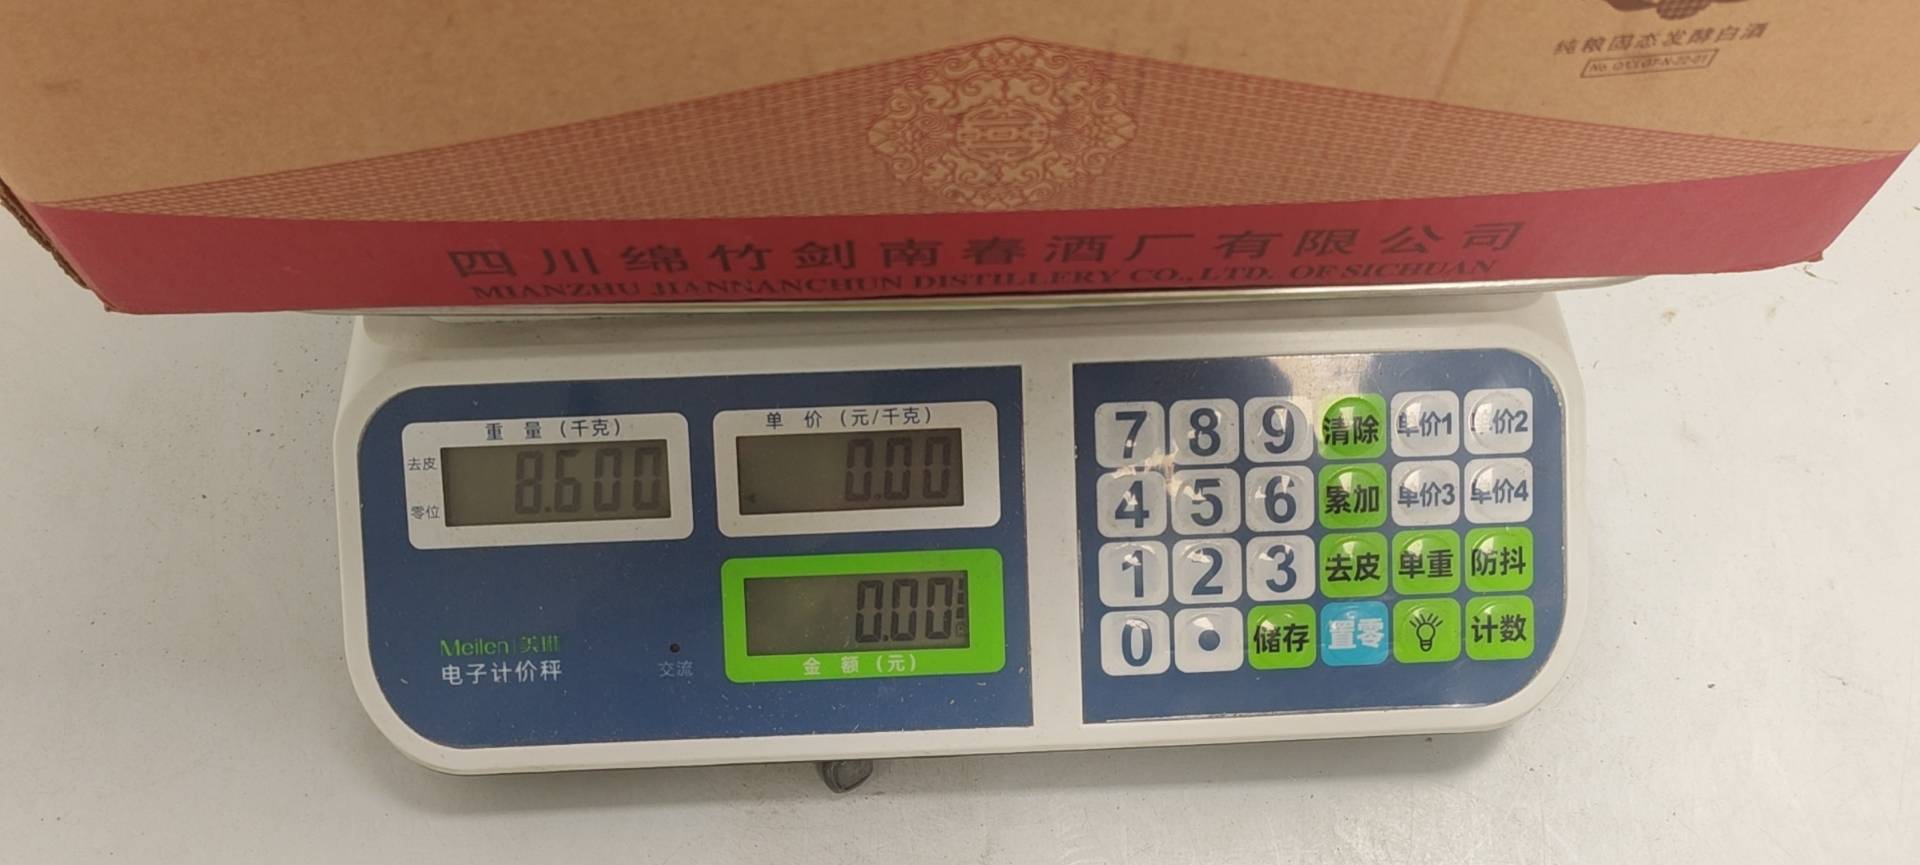 纯粮固态发酵白酒
四川绵竹剑南春酒厂有限公司
MIANZHU JIANNANCHUN DISTILLERY CO., LTD. OF SICHUAN
重 量 (千克)
去皮
8.600
零位
单 价 (元/千克)
0.00
0.00
金 额 (元)
Meilen 美琳
电子计价秤
交流
7 8 9 清除 单价1 单价2
4 5 6 累加 单价3 单价4
1 2 3 去皮 单重 防抖
0 • 储存 置零 计数